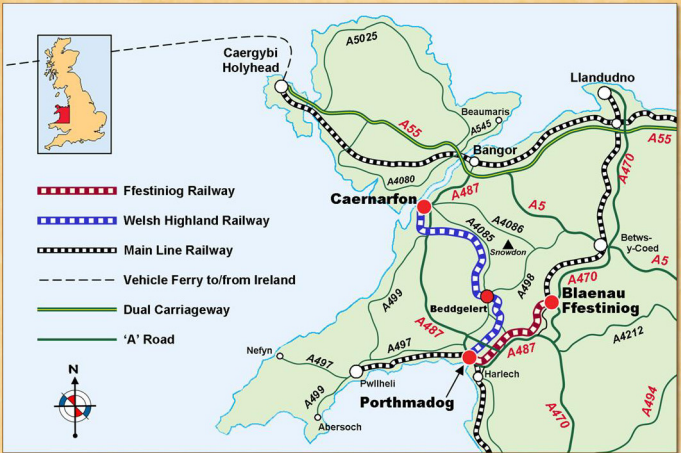 Caergybi
Holyhead
A5025
Llandudno
Beaumaris
A545
A55
Bangor
A55
A470
A4080
A487
Caernarfon
A5
A4086
A4085
Snowdon
Betws-
y-Coed
A5
A498
A470
Ffestiniog Railway
Welsh Highland Railway
Main Line Railway
Vehicle Ferry to/from Ireland
Dual Carriageway
'A' Road
A499
Beddgelert
Blaenau
Ffestiniog
A487
A487
A4212
Nefyn
A497
A497
Pwllheli
Harlech
A499
Porthmadog
Abersoch
A470
A494
N